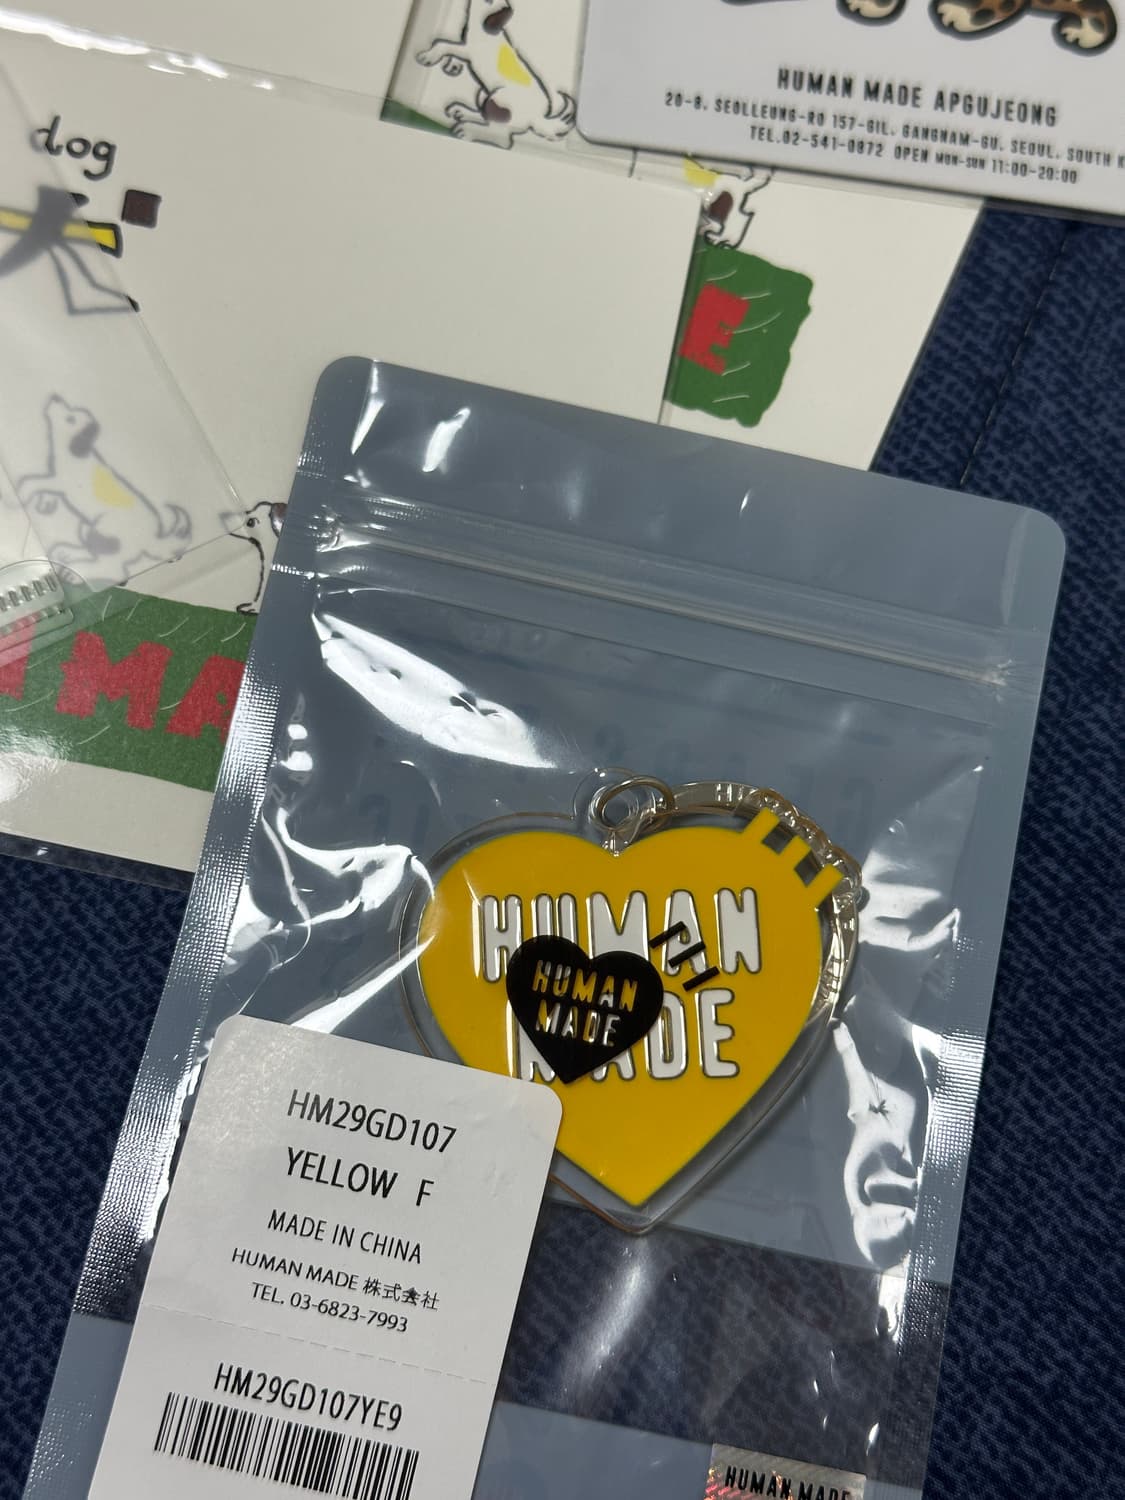 HUMAN MADE APGUJEONG
20-8, SEOLLEUNG-RO 157-GIL, GANGNAM-GU, SEOUL, SOUTH K
TEL.02-541-0872 OPEN MON-SUN 11:00-20:00
dog
E
MA
HUMAN
MADE
HUMAN
MADE
HM29GD107
YELLOW F
MADE IN CHINA
HUMAN MADE 株式会社
TEL. 03-6823-7993
HM29GD107YE9
HUMAN MADE